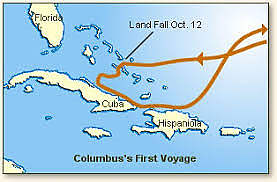 Florida
Land Fall Oct. 12
Cuba
Hispaniola
Columbus's First Voyage